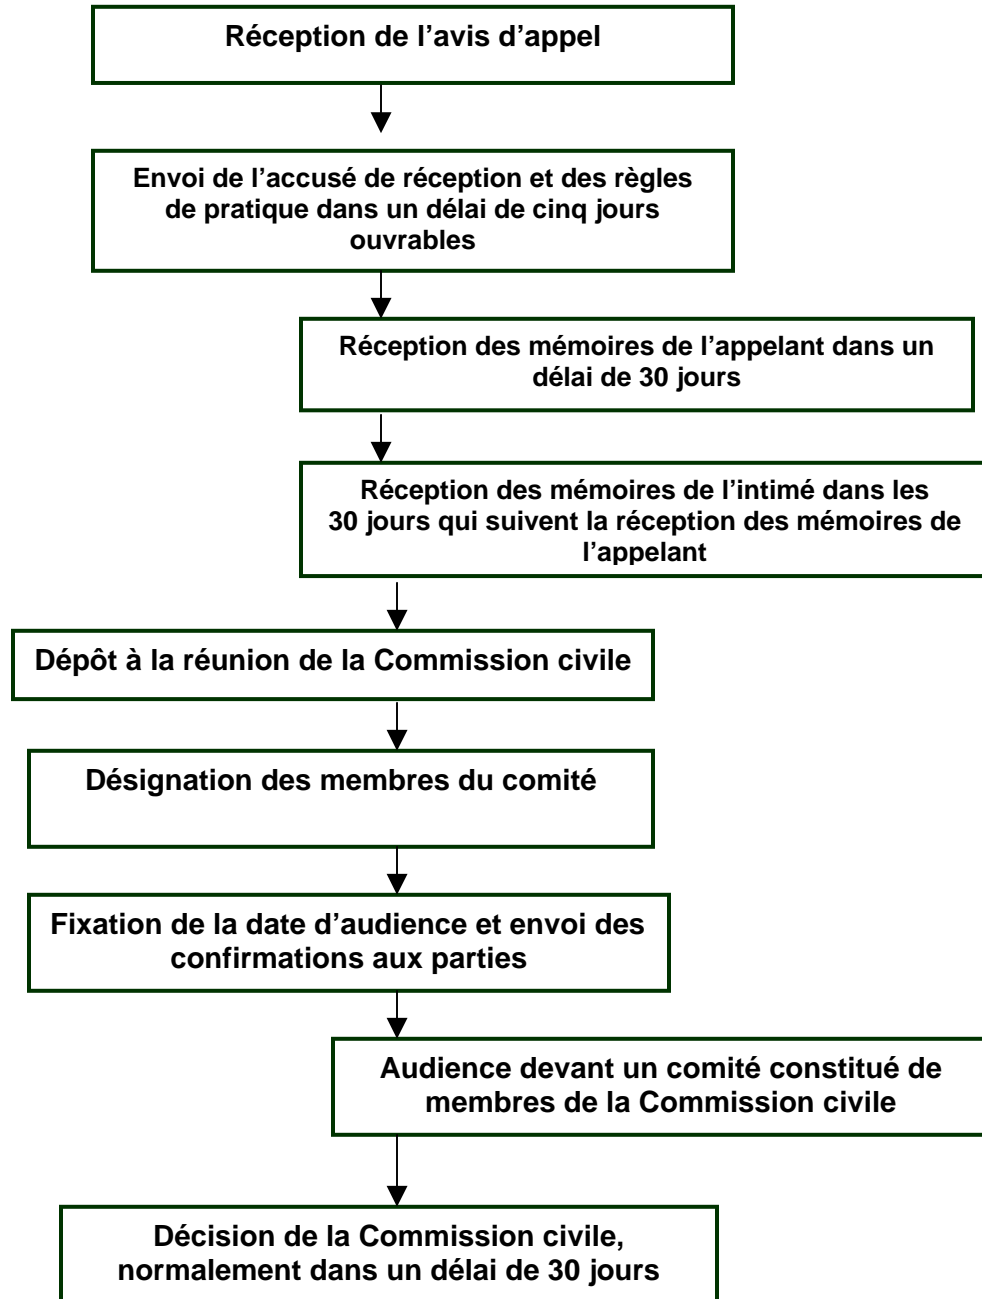 Réception de l’avis d’appel
Envoi de l’accusé de réception et des règles
de pratique dans un délai de cinq jours
ouvrables
Réception des mémoires de l’appelant dans un
délai de 30 jours
Réception des mémoires de l’intimé dans les
30 jours qui suivent la réception des mémoires de
l’appelant
Dépôt à la réunion de la Commission civile
Désignation des membres du comité
Fixation de la date d’audience et envoi des
confirmations aux parties
Audience devant un comité constitué de
membres de la Commission civile
Décision de la Commission civile,
normalement dans un délai de 30 jours